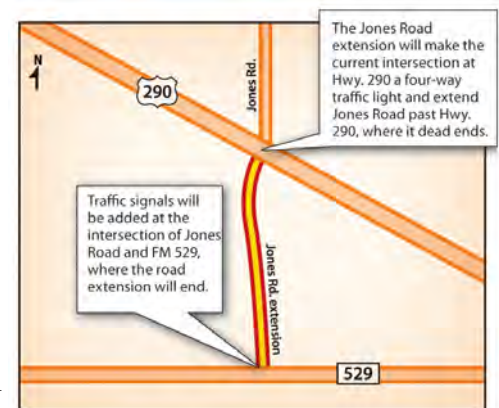 The Jones Road
extension will make the
current intersection at
Hwy. 290 a four-way
traffic light and extend
Jones Road past Hwy.
290, where it dead ends.
N
290
Jones Rd.
Traffic signals will
be added at the
intersection of Jones
Road and FM 529,
where the road
extension will end.
Jones Rd. extension
529